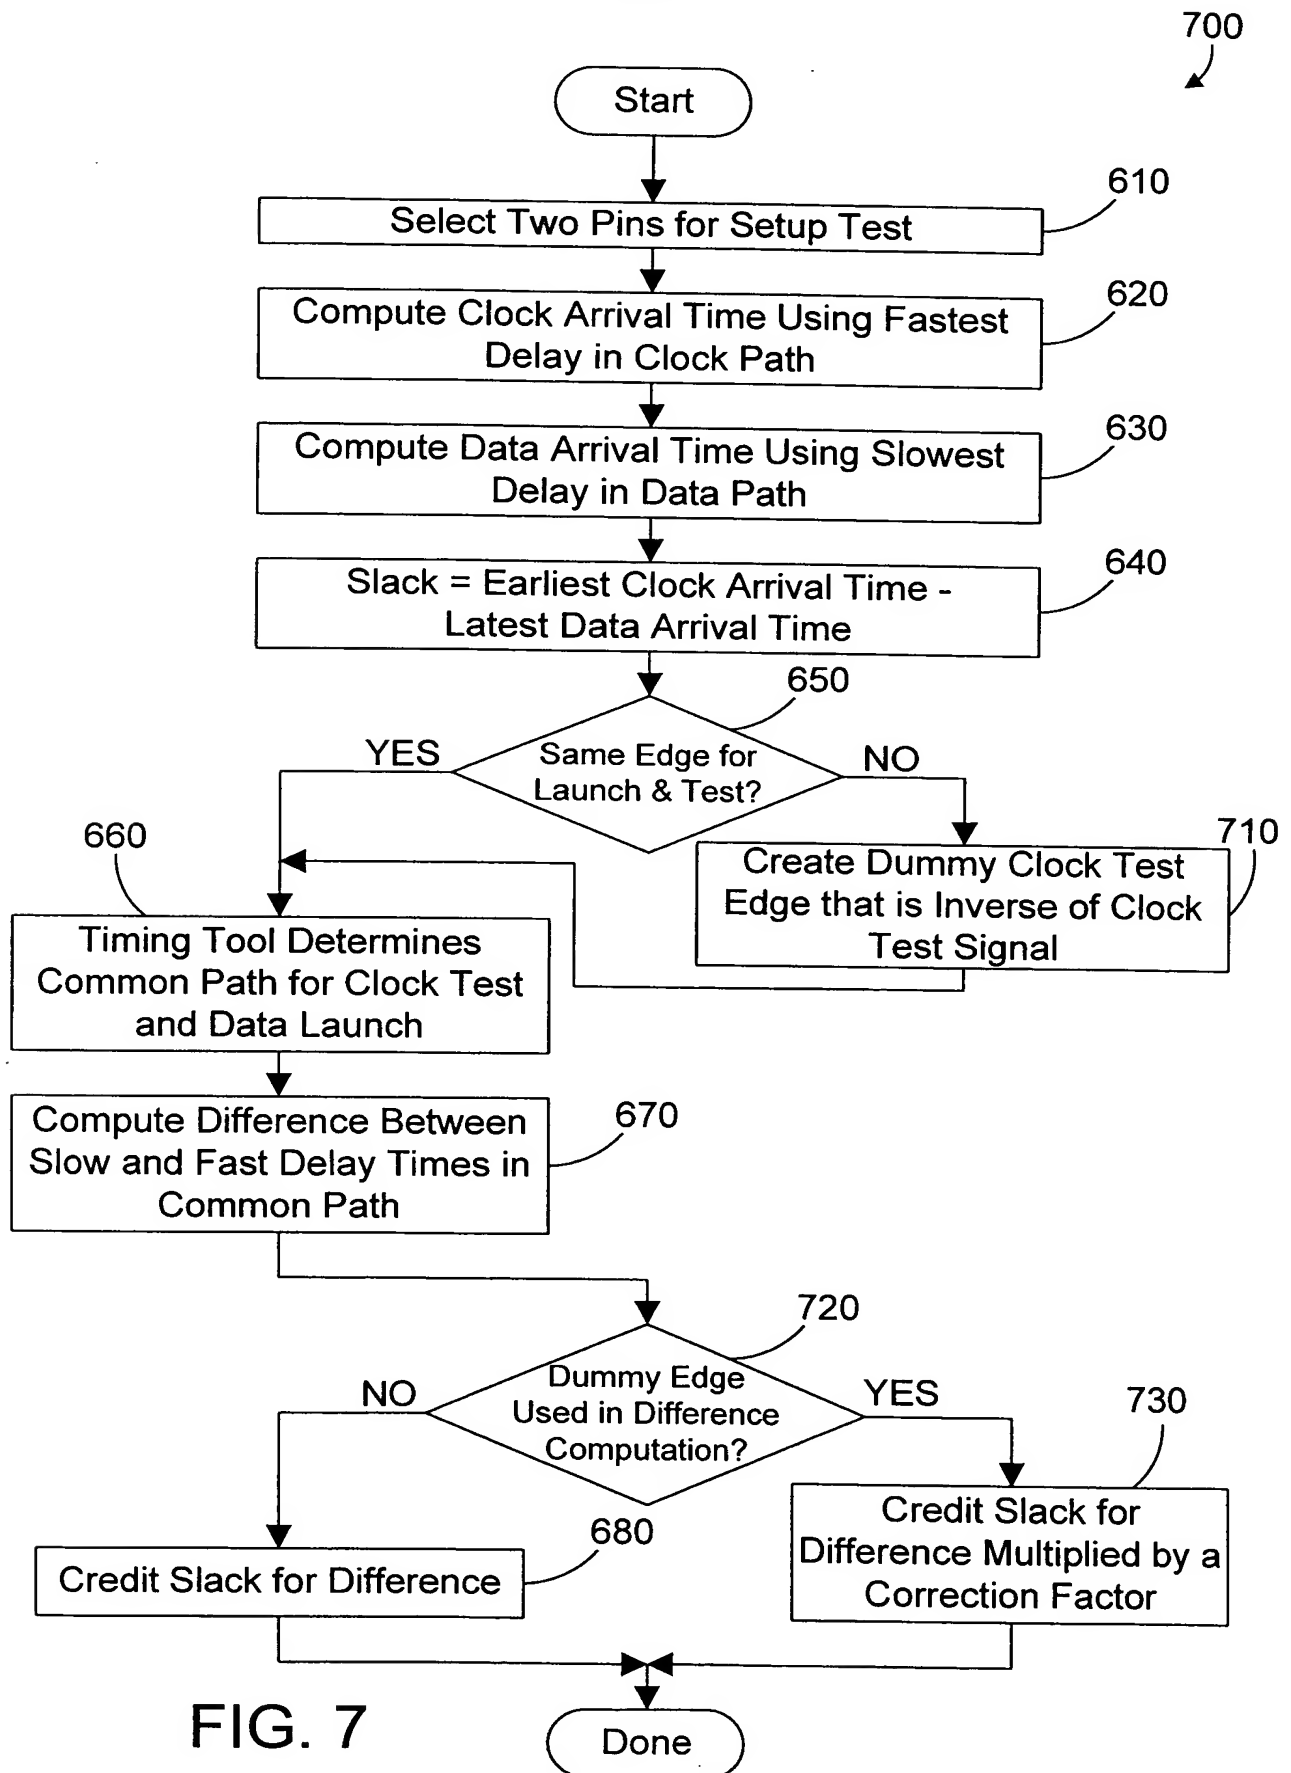 700
Start
610
Select Two Pins for Setup Test
620
Compute Clock Arrival Time Using Fastest
Delay in Clock Path
630
Compute Data Arrival Time Using Slowest
Delay in Data Path
640
Slack = Earliest Clock Arrival Time -
Latest Data Arrival Time
650
YES
Same Edge for
Launch & Test?
NO
660
710
Create Dummy Clock Test
Edge that is Inverse of Clock
Test Signal
Timing Tool Determines
Common Path for Clock Test
and Data Launch
670
Compute Difference Between
Slow and Fast Delay Times in
Common Path
720
NO
Dummy Edge
Used in Difference
Computation?
YES
730
Credit Slack for
Difference Multiplied by a
Correction Factor
680
Credit Slack for Difference
FIG. 7
Done